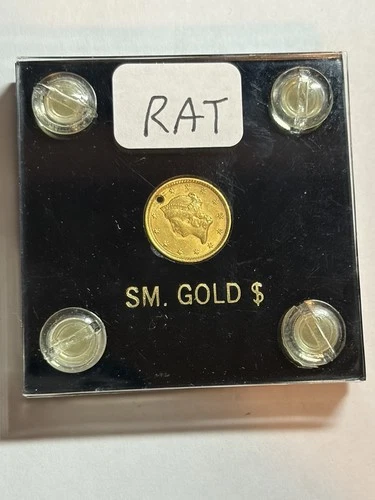 RAT
SM. GOLD $